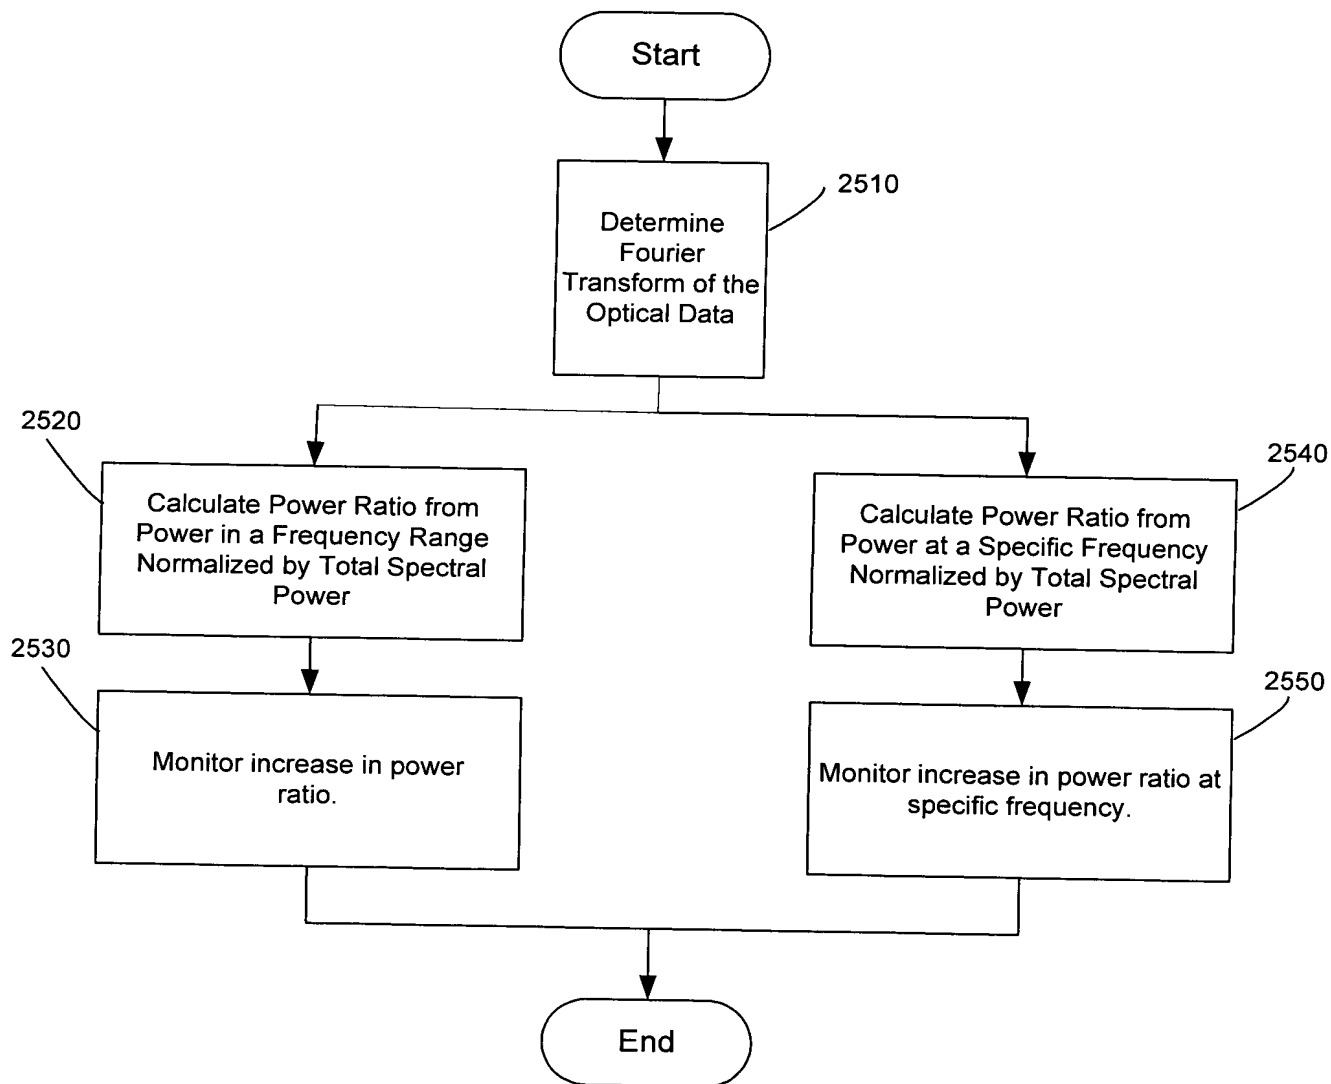 Start
2510
Determine
Fourier
Transform of the
Optical Data
2520
Calculate Power Ratio from
Power in a Frequency Range
Normalized by Total Spectral
Power
2540
Calculate Power Ratio from
Power at a Specific Frequency
Normalized by Total Spectral
Power
2530
Monitor increase in power
ratio.
2550
Monitor increase in power ratio at
specific frequency.
End